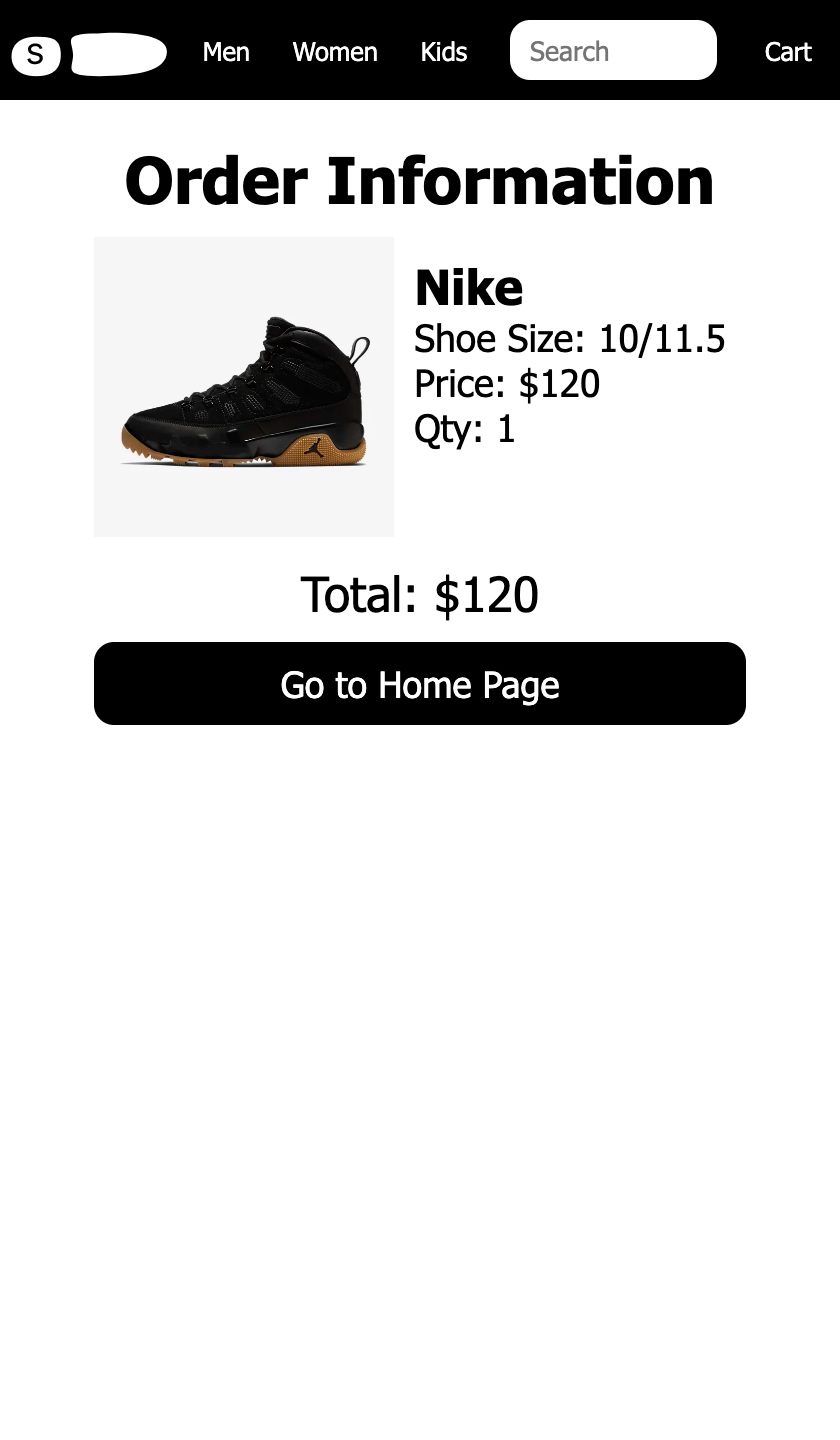 S
Men
Women
Kids
Search
Cart
Order Information
Nike
Shoe Size: 10/11.5
Price: $120
Qty: 1
Total: $120
Go to Home Page